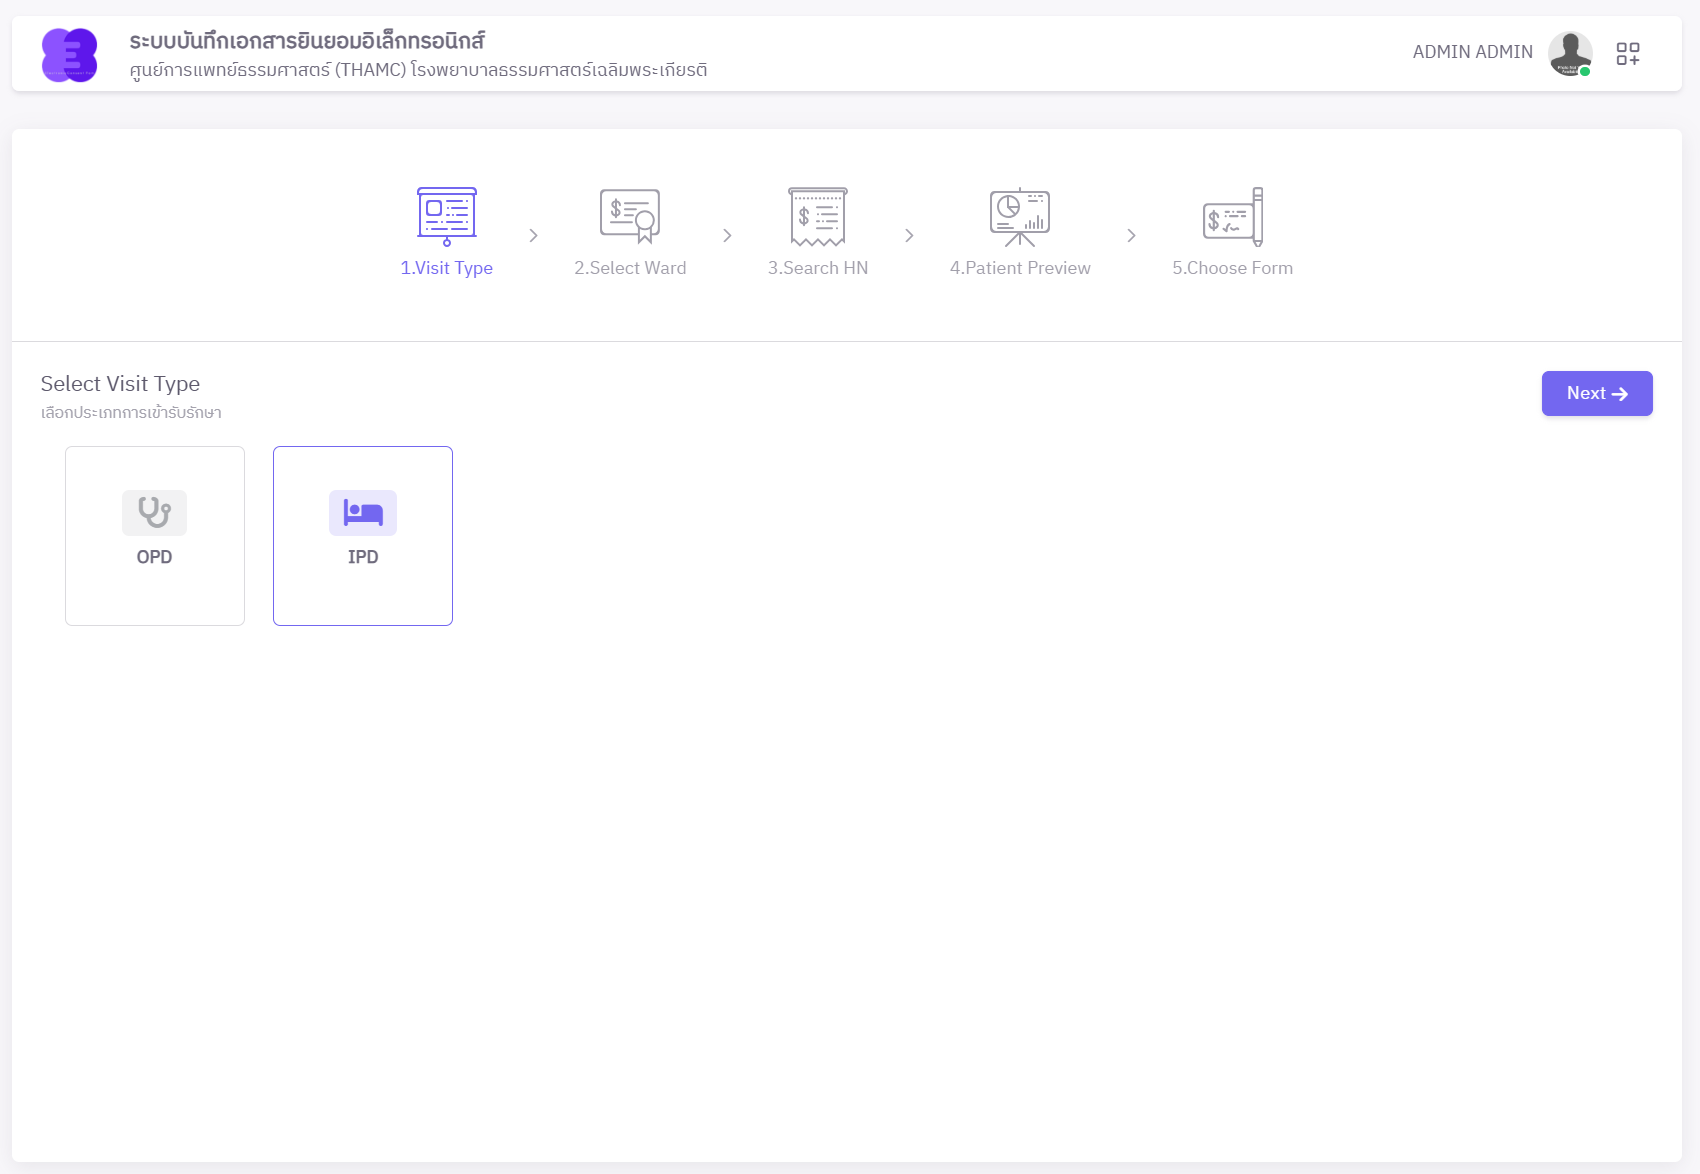 ระบบบันทึกเอกสารยินยอมอิเล็กทรอนิกส์
ศูนย์การแพทย์ธรรมศาสตร์ (THAMC) โรงพยาบาลธรรมศาสตร์เฉลิมพระเกียรติ
ADMIN ADMIN
1.Visit Type
2.Select Ward
3.Search HN
4.Patient Preview
5.Choose Form
Select Visit Type
เลือกประเภทการเข้ารับรักษา
Next
OPD
IPD